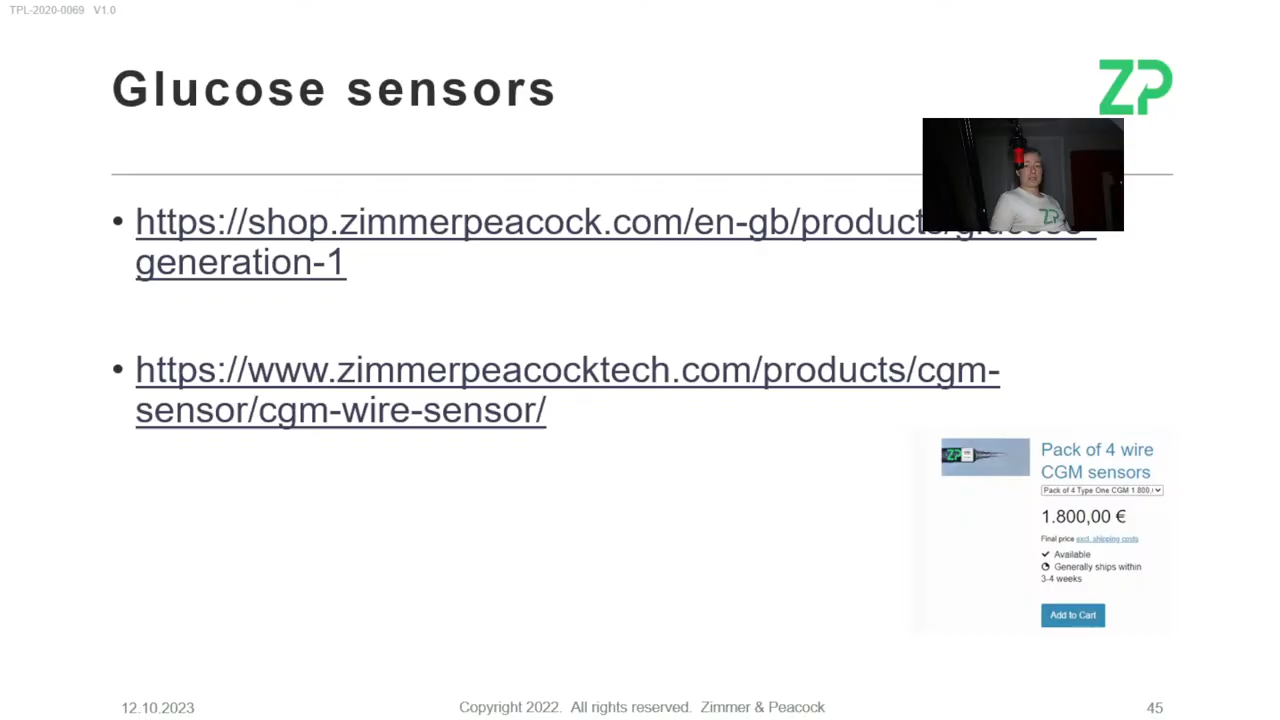 TPL-2020-0069 V1.0
Glucose sensors
ZP
• https://shop.zimmerpeacock.com/en-gb/products/glucose-
generation-1
• https://www.zimmerpeacocktech.com/products/cgm-
sensor/cgm-wire-sensor/
ZP
Pack of 4 wire
CGM sensors
Pack of 4 Type One CGM 1.800,
1.800,00 €
Final price excl. shipping costs
Available
Generally ships within
3-4 weeks
Add to Cart
12.10.2023
Copyright 2022. All rights reserved. Zimmer & Peacock
45